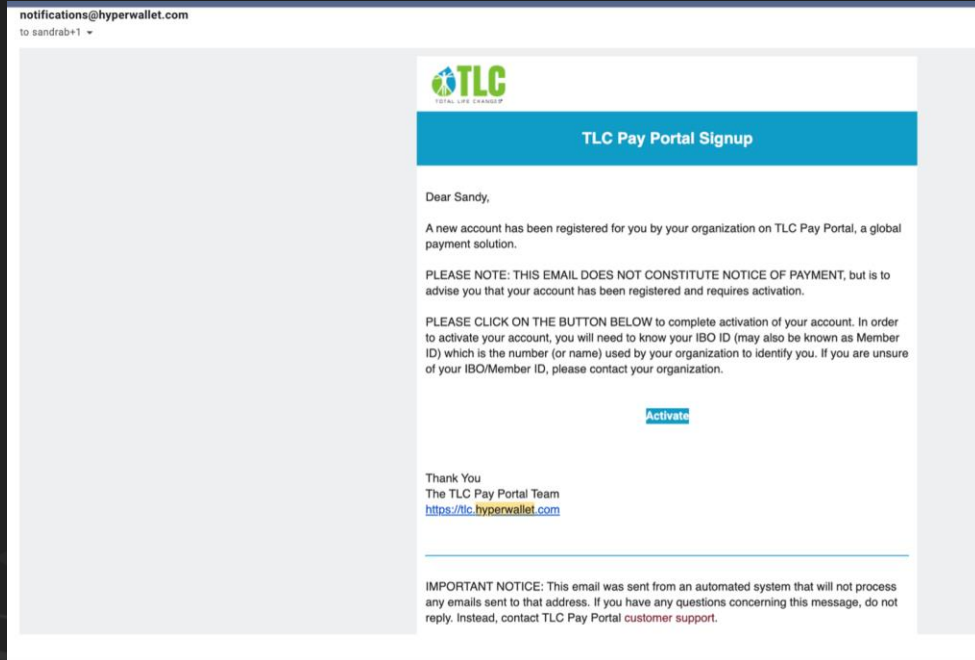 notifications@hyperwallet.com
to sandrab+1
TLC
TOTAL LIFE CHANGES
TLC Pay Portal Signup
Dear Sandy,
A new account has been registered for you by your organization on TLC Pay Portal, a global
payment solution.
PLEASE NOTE: THIS EMAIL DOES NOT CONSTITUTE NOTICE OF PAYMENT, but is to
advise you that your account has been registered and requires activation.
PLEASE CLICK ON THE BUTTON BELOW to complete activation of your account. In order
to activate your account, you will need to know your IBO ID (may also be known as Member
ID) which is the number (or name) used by your organization to identify you. If you are unsure
of your IBO/Member ID, please contact your organization.
Activate
Thank You
The TLC Pay Portal Team
https://tlc.hyperwallet.com
IMPORTANT NOTICE: This email was sent from an automated system that will not process
any emails sent to that address. If you have any questions concerning this message, do not
reply. Instead, contact TLC Pay Portal customer support.